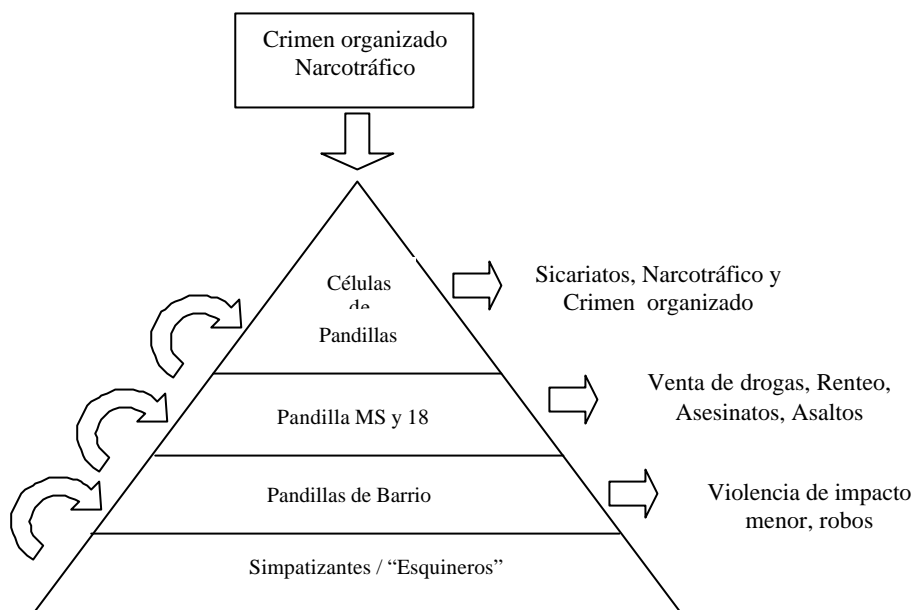 Crimen organizado
Narcotráfico
Células
de
Pandillas
Sicariatos, Narcotráfico y
Crimen organizado
Pandilla MS y 18
Venta de drogas, Renteo,
Asesinatos, Asaltos
Pandillas de Barrio
Violencia de impacto
menor, robos
Simpatizantes / “Esquineros”